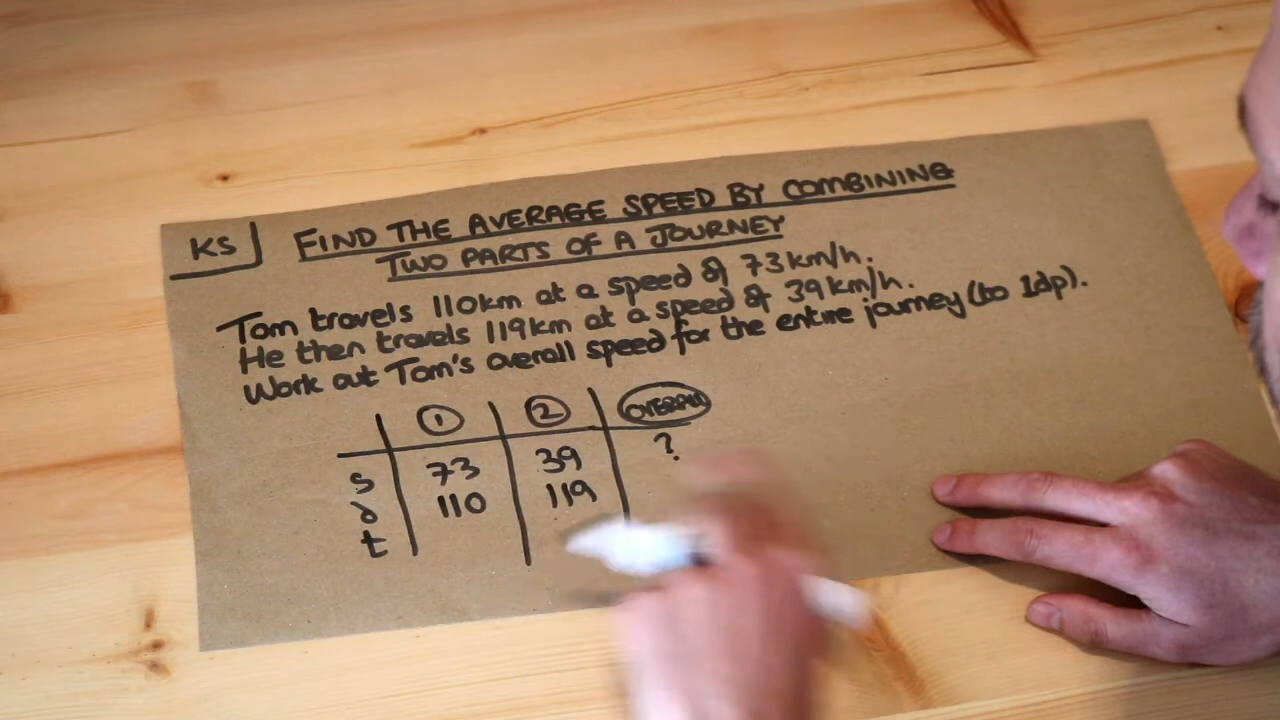 KS
FIND THE AVERAGE SPEED BY COMBINING
TWO PARTS OF A JOURNEY
Tom travels 110km at a speed of 73km/h.
He then travels 119km at a speed of 39km/h.
Work out Tom's overall speed for the entire journey (to 1dp).
1 2 OVERALL
s 73 39 ?
d 110 119
t